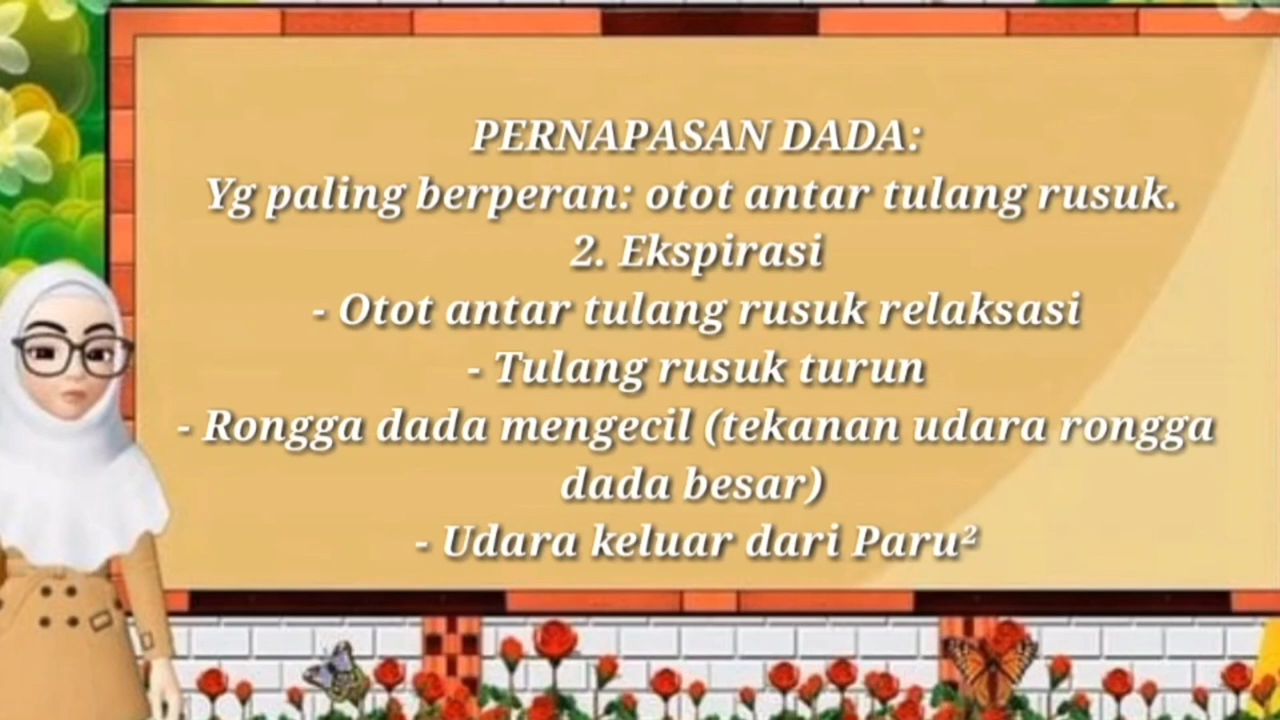 PERNAPASAN DADA:
Yg paling berperan: otot antar tulang rusuk.
2. Ekspirasi
- Otot antar tulang rusuk relaksasi
- Tulang rusuk turun
- Rongga dada mengecil (tekanan udara rongga
dada besar)
- Udara keluar dari Paru²